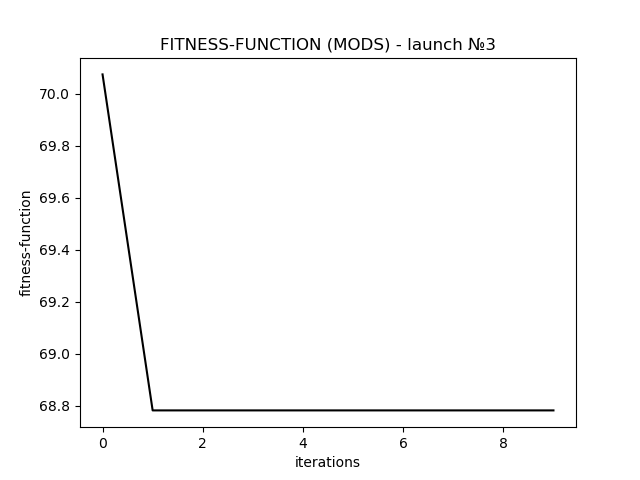 FITNESS-FUNCTION (MODS) - launch №3
70.0
69.8
69.6
69.4
69.2
69.0
68.8
fitness-function
0 2 4 6 8
iterations